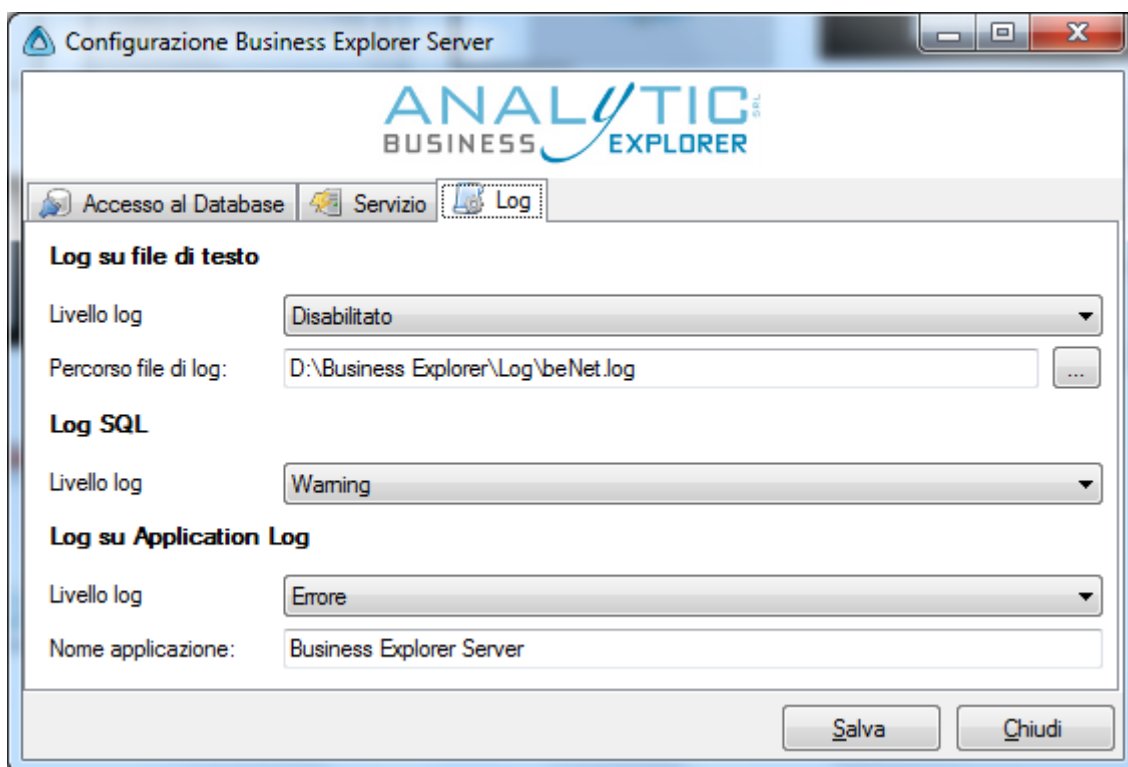 Configurazione Business Explorer Server
ANALYTIC SRL
BUSINESS EXPLORER
Accesso al Database Servizio Log
Log su file di testo
Livello log Disabilitato
Percorso file di log: D:\Business Explorer\Log\beNet.log ...
Log SQL
Livello log Warning
Log su Application Log
Livello log Errore
Nome applicazione: Business Explorer Server
Salva Chiudi